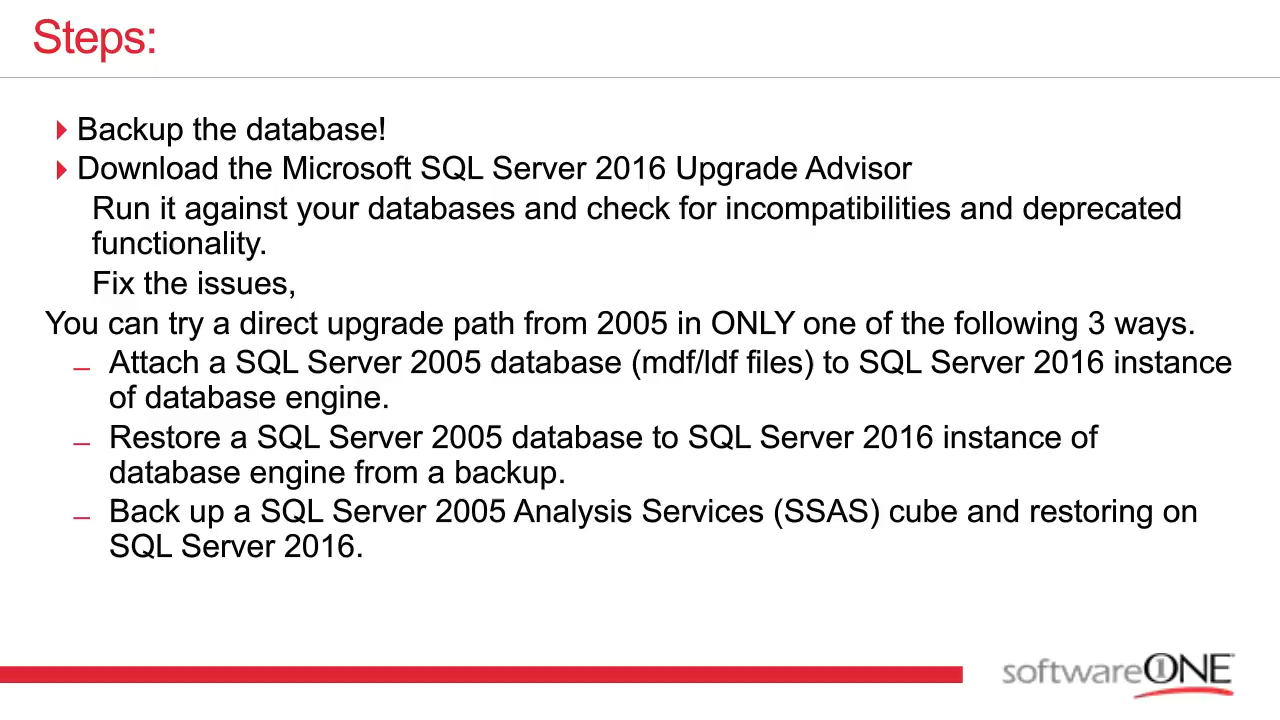 Steps:
Backup the database!
Download the Microsoft SQL Server 2016 Upgrade Advisor
Run it against your databases and check for incompatibilities and deprecated
functionality.
Fix the issues,
You can try a direct upgrade path from 2005 in ONLY one of the following 3 ways.
Attach a SQL Server 2005 database (mdf/ldf files) to SQL Server 2016 instance
of database engine.
Restore a SQL Server 2005 database to SQL Server 2016 instance of
database engine from a backup.
Back up a SQL Server 2005 Analysis Services (SSAS) cube and restoring on
SQL Server 2016.
softwareONE